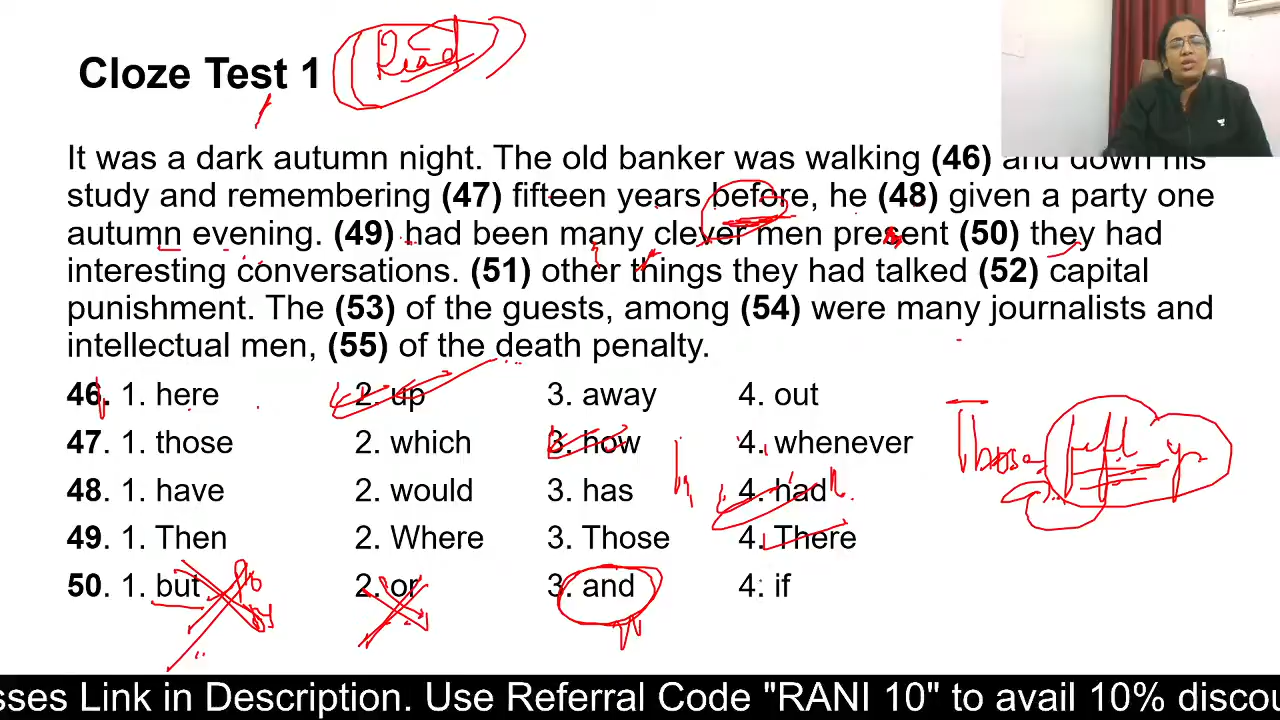 Cloze Test 1
Read
It was a dark autumn night. The old banker was walking (46) and down his
study and remembering (47) fifteen years before, he (48) given a party one
autumn evening. (49) had been many clever men present (50) they had
interesting conversations. (51) other things they had talked (52) capital
punishment. The (53) of the guests, among (54) were many journalists and
intellectual men, (55) of the death penalty.
46. 1. here 2. up 3. away 4. out
47. 1. those 2. which 3. how 4. whenever
48. 1. have 2. would 3. has 4. had
49. 1. Then 2. Where 3. Those 4. There
50. 1. but 2. or 3. and 4. if
Those
sses Link in Description. Use Referral Code "RANI 10" to avail 10% discou